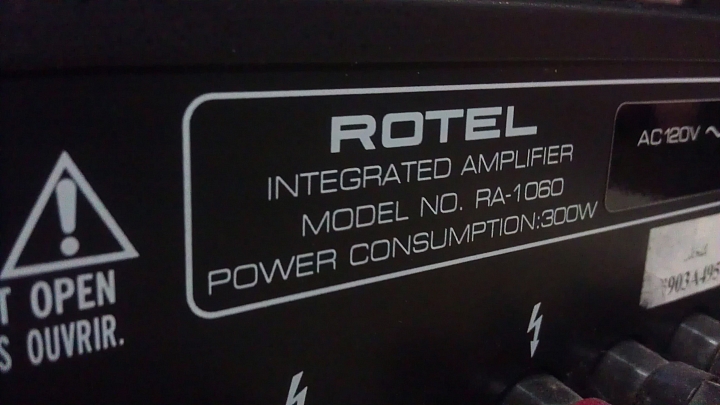 ROTEL
INTEGRATED AMPLIFIER
MODEL NO. RA-1060
POWER CONSUMPTION:300W
AC120V ~
OPEN
OUVRIR.